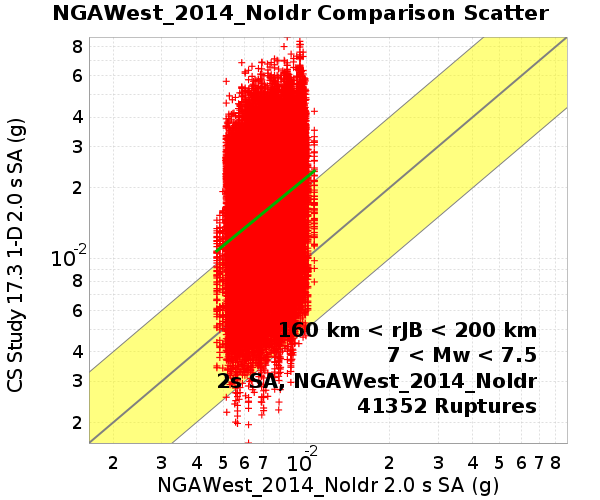 NGAWest_2014_NoIdr Comparison Scatter
CS Study 17.3 1-D 2.0 s SA (g)
8
6
4
3
2
10-2
8
6
4
3
2
160 km < rJB < 200 km
7 < Mw < 7.5
2s SA, NGAWest_2014_NoIdr
41352 Ruptures
2 3 4 5 6 7 10-2 2 3 4 5 6 7 8
NGAWest_2014_NoIdr 2.0 s SA (g)